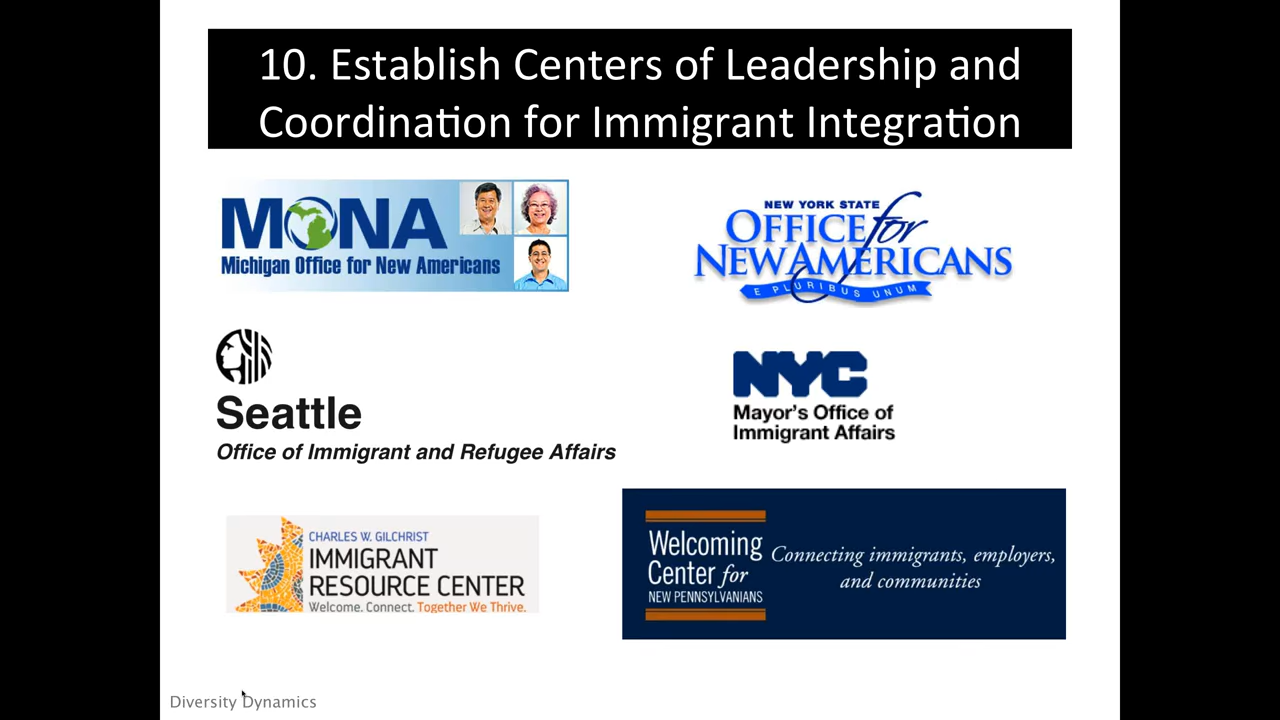 10. Establish Centers of Leadership and
Coordination for Immigrant Integration
MONA
Michigan Office for New Americans
NEW YORK STATE
OFFICE for
NEW AMERICANS
E PLURIBUS UNUM
Seattle
Office of Immigrant and Refugee Affairs
NYC
Mayor's Office of
Immigrant Affairs
CHARLES W. GILCHRIST
IMMIGRANT
RESOURCE CENTER
Welcome. Connect. Together We Thrive.
Welcoming
Center for
NEW PENNSYLVANIANS
Connecting immigrants, employers,
and communities
Diversity Dynamics